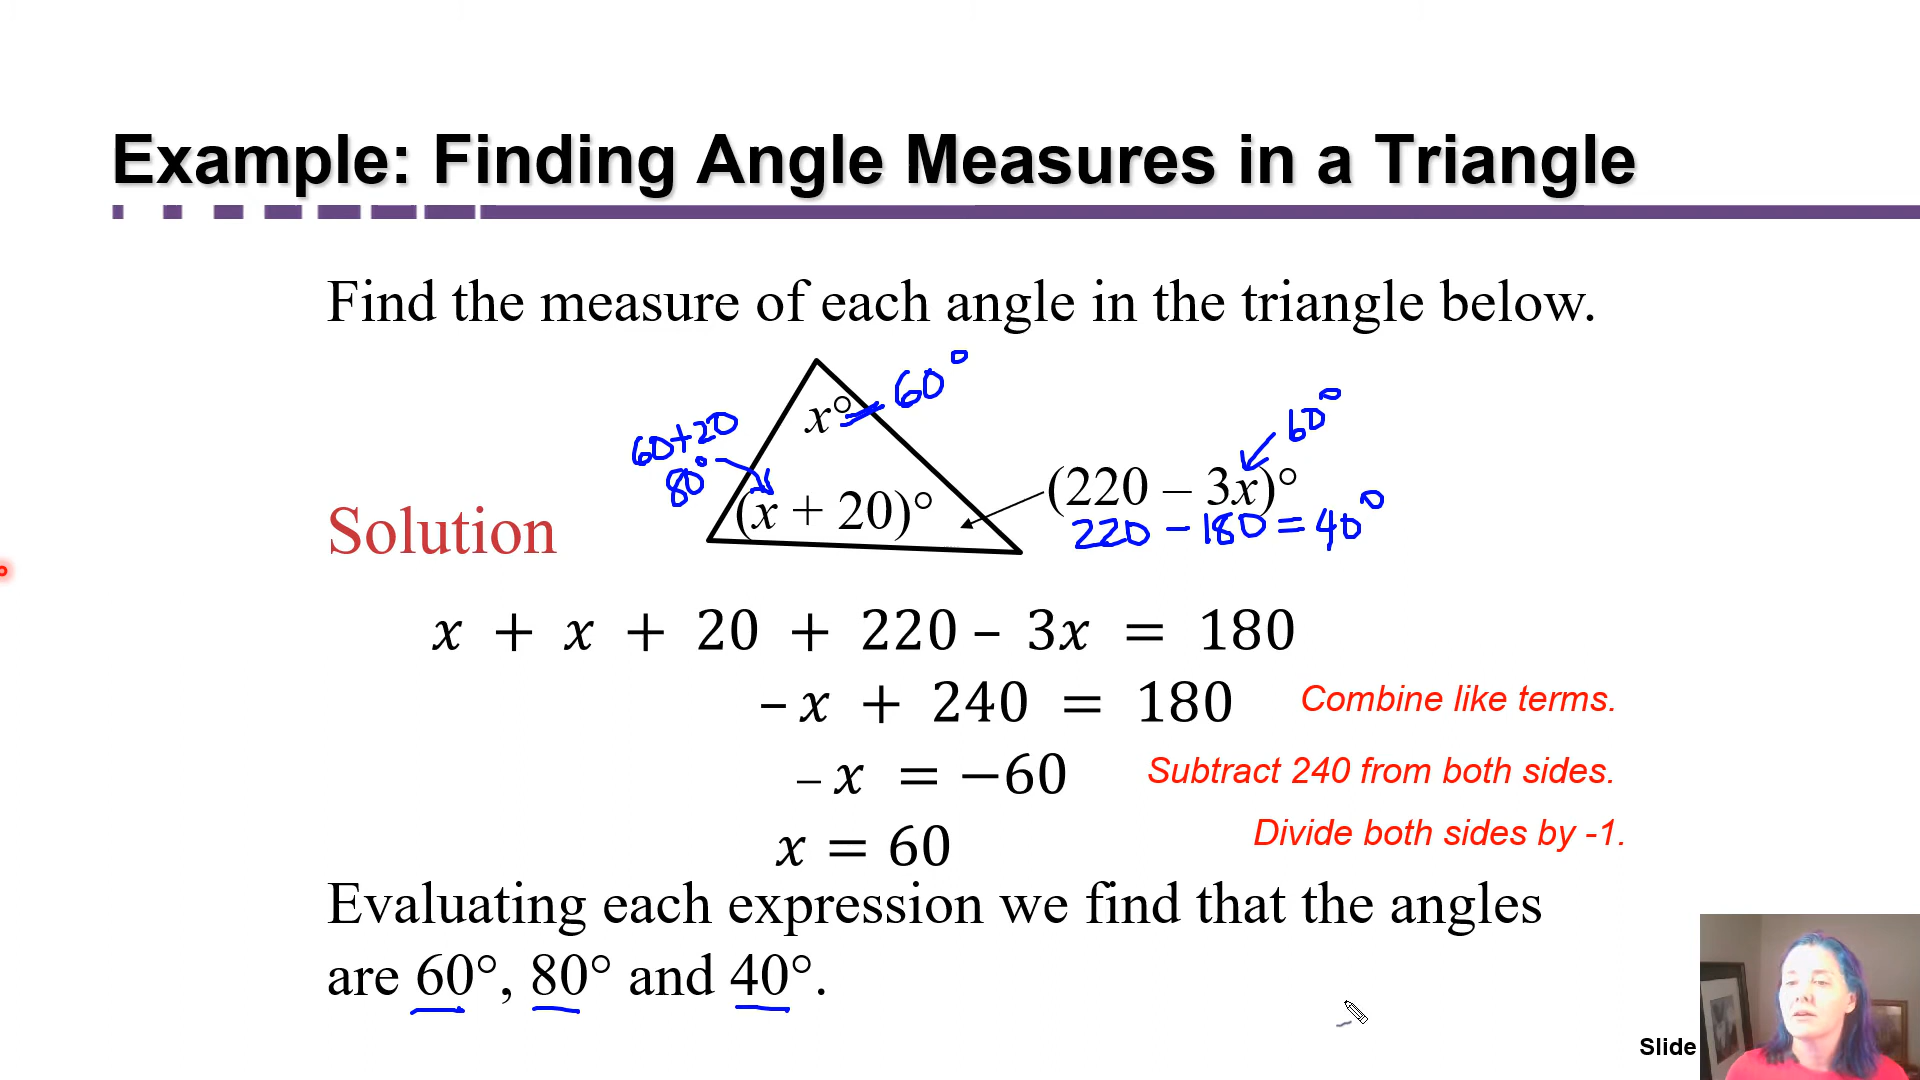 Example: Finding Angle Measures in a Triangle
Find the measure of each angle in the triangle below.
x° = 60°
60+20
80°
(x + 20)°
60°
(220 – 3x)°
220 – 180 = 40°
Solution
x + x + 20 + 220 – 3x = 180
– x + 240 = 180 Combine like terms.
– x = −60 Subtract 240 from both sides.
x = 60 Divide both sides by -1.
Evaluating each expression we find that the angles
are 60°, 80° and 40°.
Slide